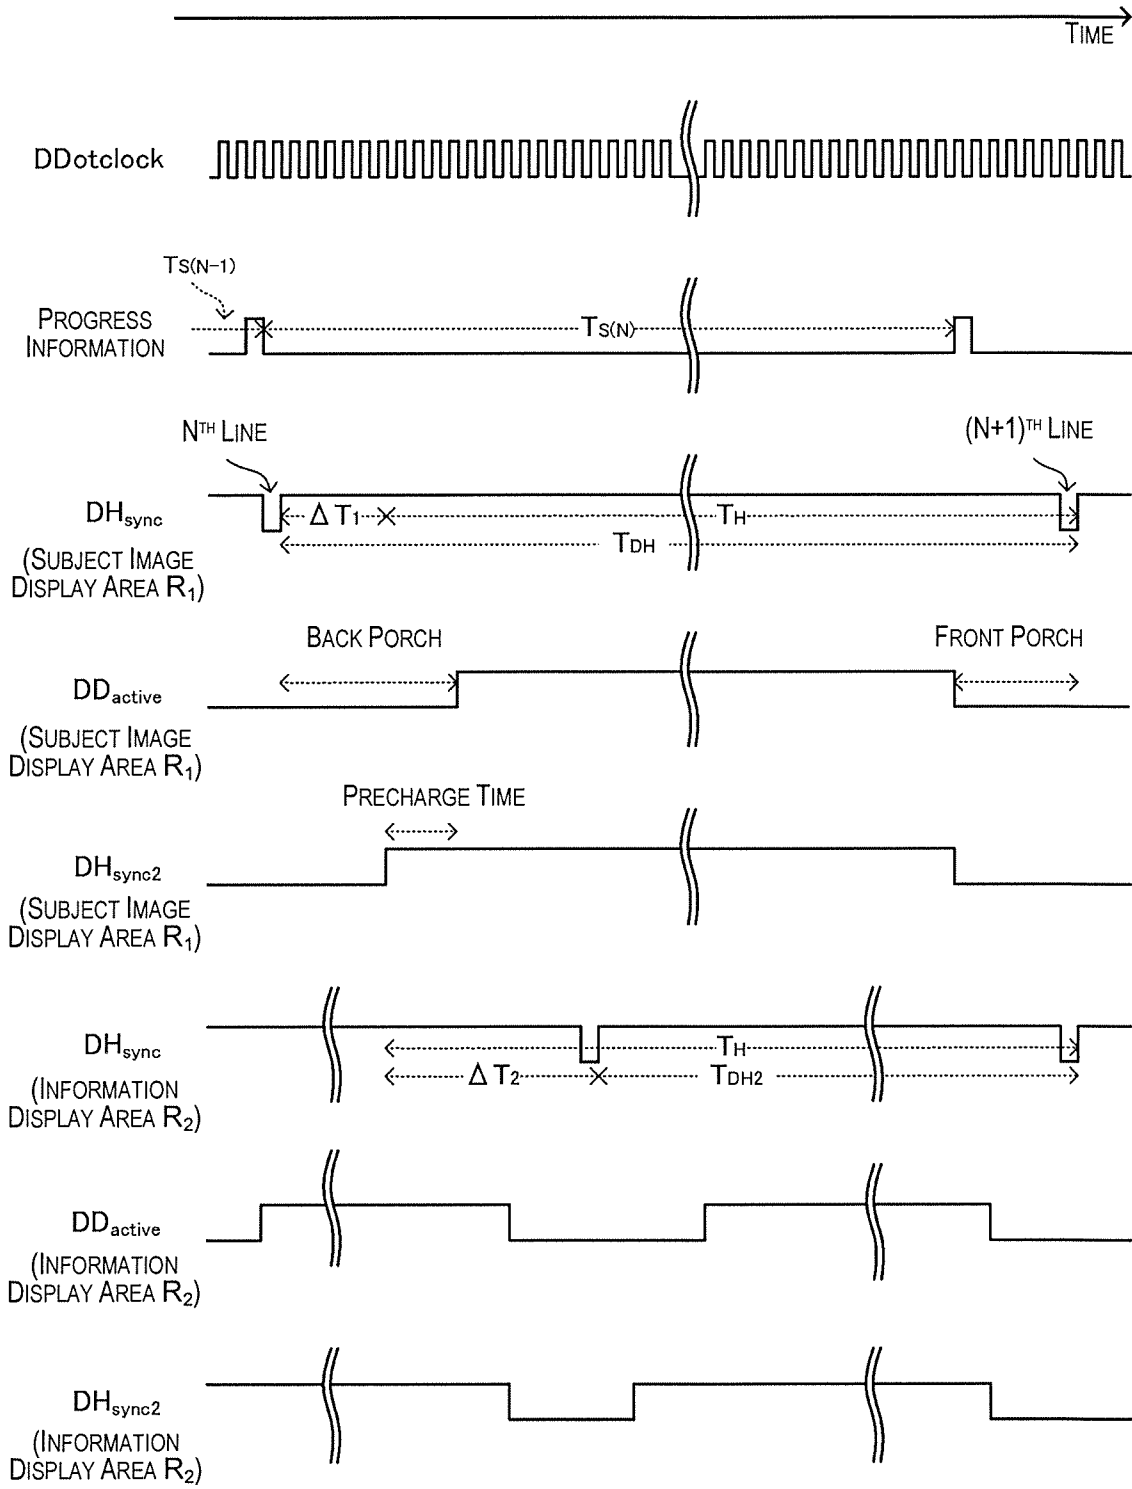 TIME
DDotclock
TS(N-1)
PROGRESS
INFORMATION
TS(N)
NTH LINE
(N+1)TH LINE
DHsync
Δ T1
TH
TDH
(SUBJECT IMAGE
DISPLAY AREA R1)
BACK PORCH
FRONT PORCH
DDactive
(SUBJECT IMAGE
DISPLAY AREA R1)
PRECHARGE TIME
DHsync2
(SUBJECT IMAGE
DISPLAY AREA R1)
DHsync
TH
Δ T2
TDH2
(INFORMATION
DISPLAY AREA R2)
DDactive
(INFORMATION
DISPLAY AREA R2)
DHsync2
(INFORMATION
DISPLAY AREA R2)